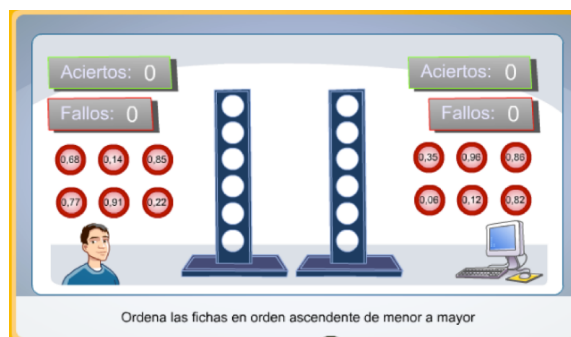 Aciertos: 0
Aciertos: 0
Fallos: 0
Fallos: 0
0,68 0,14 0,85
0,35 0,96 0,86
0,77 0,91 0,22
0,06 0,12 0,82
Ordena las fichas en orden ascendente de menor a mayor